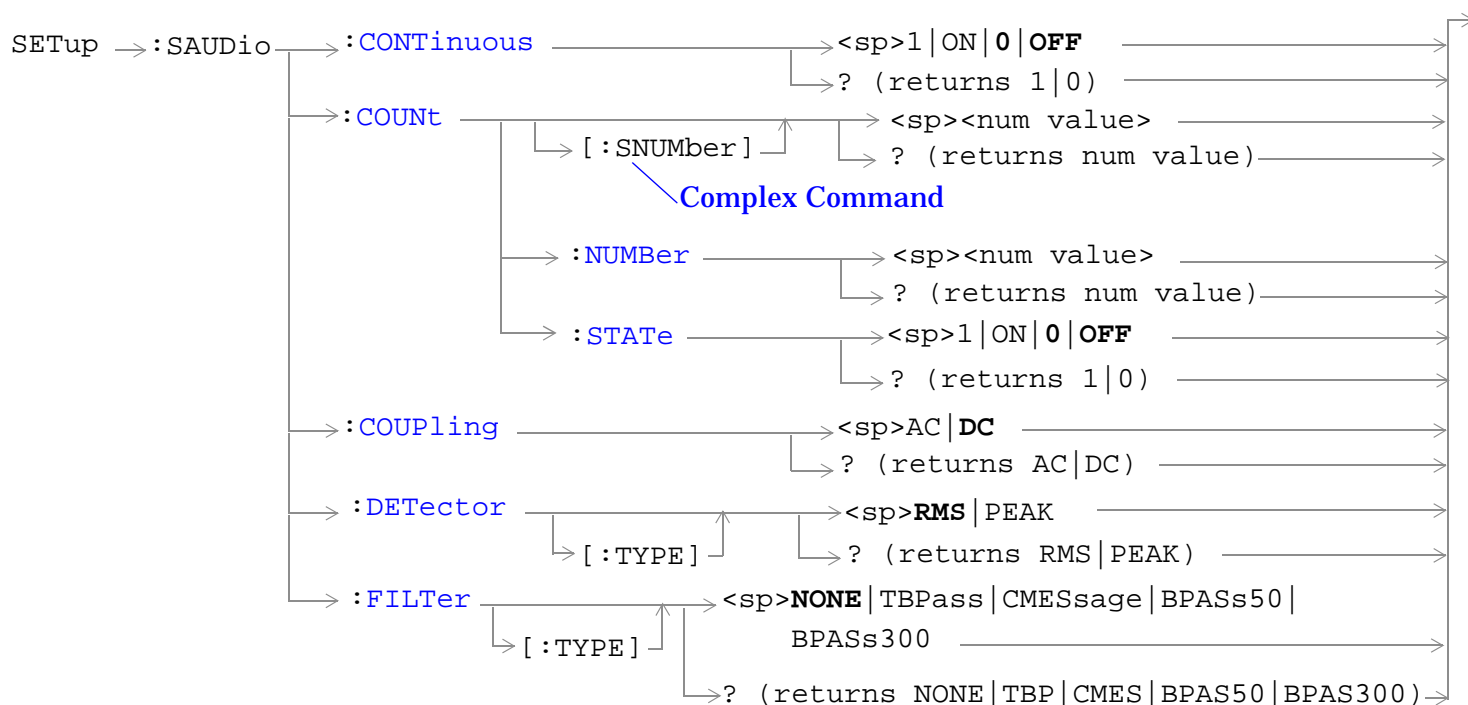 SETup :SAUDio :CONTinuous <sp>1|ON|0|OFF
? (returns 1|0)
:COUNt <sp><num value>
[:SNUMber] ? (returns num value)
Complex Command
:NUMBer <sp><num value>
? (returns num value)
:STATe <sp>1|ON|0|OFF
? (returns 1|0)
:COUPling <sp>AC|DC
? (returns AC|DC)
:DETector <sp>RMS|PEAK
[:TYPE] ? (returns RMS|PEAK)
:FILTer <sp>NONE|TBPass|CMESsage|BPASs50|
[:TYPE] BPASs300
? (returns NONE|TBP|CMES|BPAS50|BPAS300)